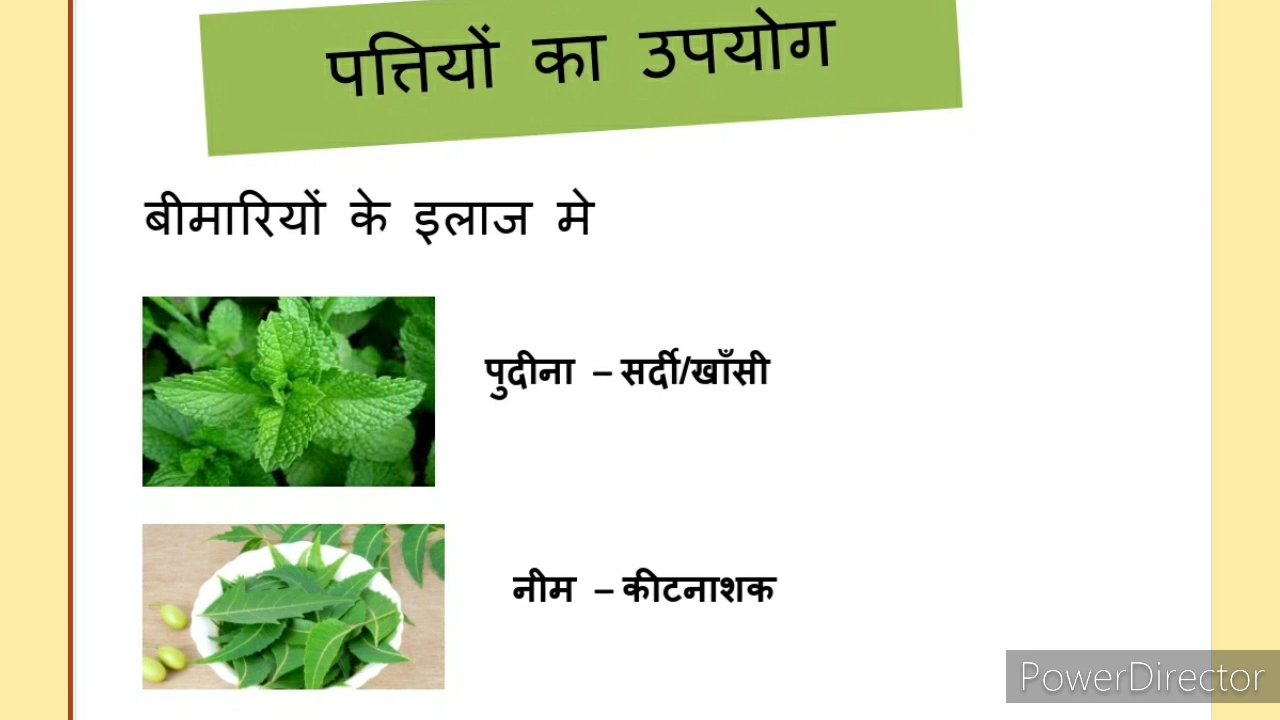 पत्तियों का उपयोग
बीमारियों के इलाज मे
पुदीना – सर्दी/खाँसी
नीम – कीटनाशक
PowerDirector